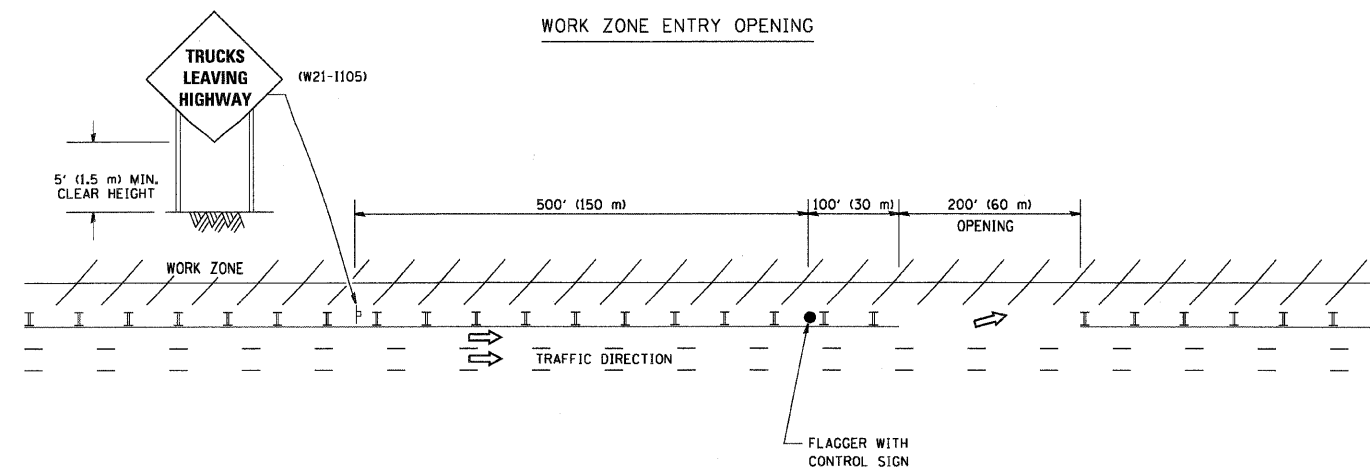 WORK ZONE ENTRY OPENING
TRUCKS
LEAVING
HIGHWAY
(W21-I105)
5' (1.5 m) MIN.
CLEAR HEIGHT
500' (150 m)
100' (30 m)
200' (60 m)
OPENING
WORK ZONE
TRAFFIC DIRECTION
FLAGGER WITH
CONTROL SIGN